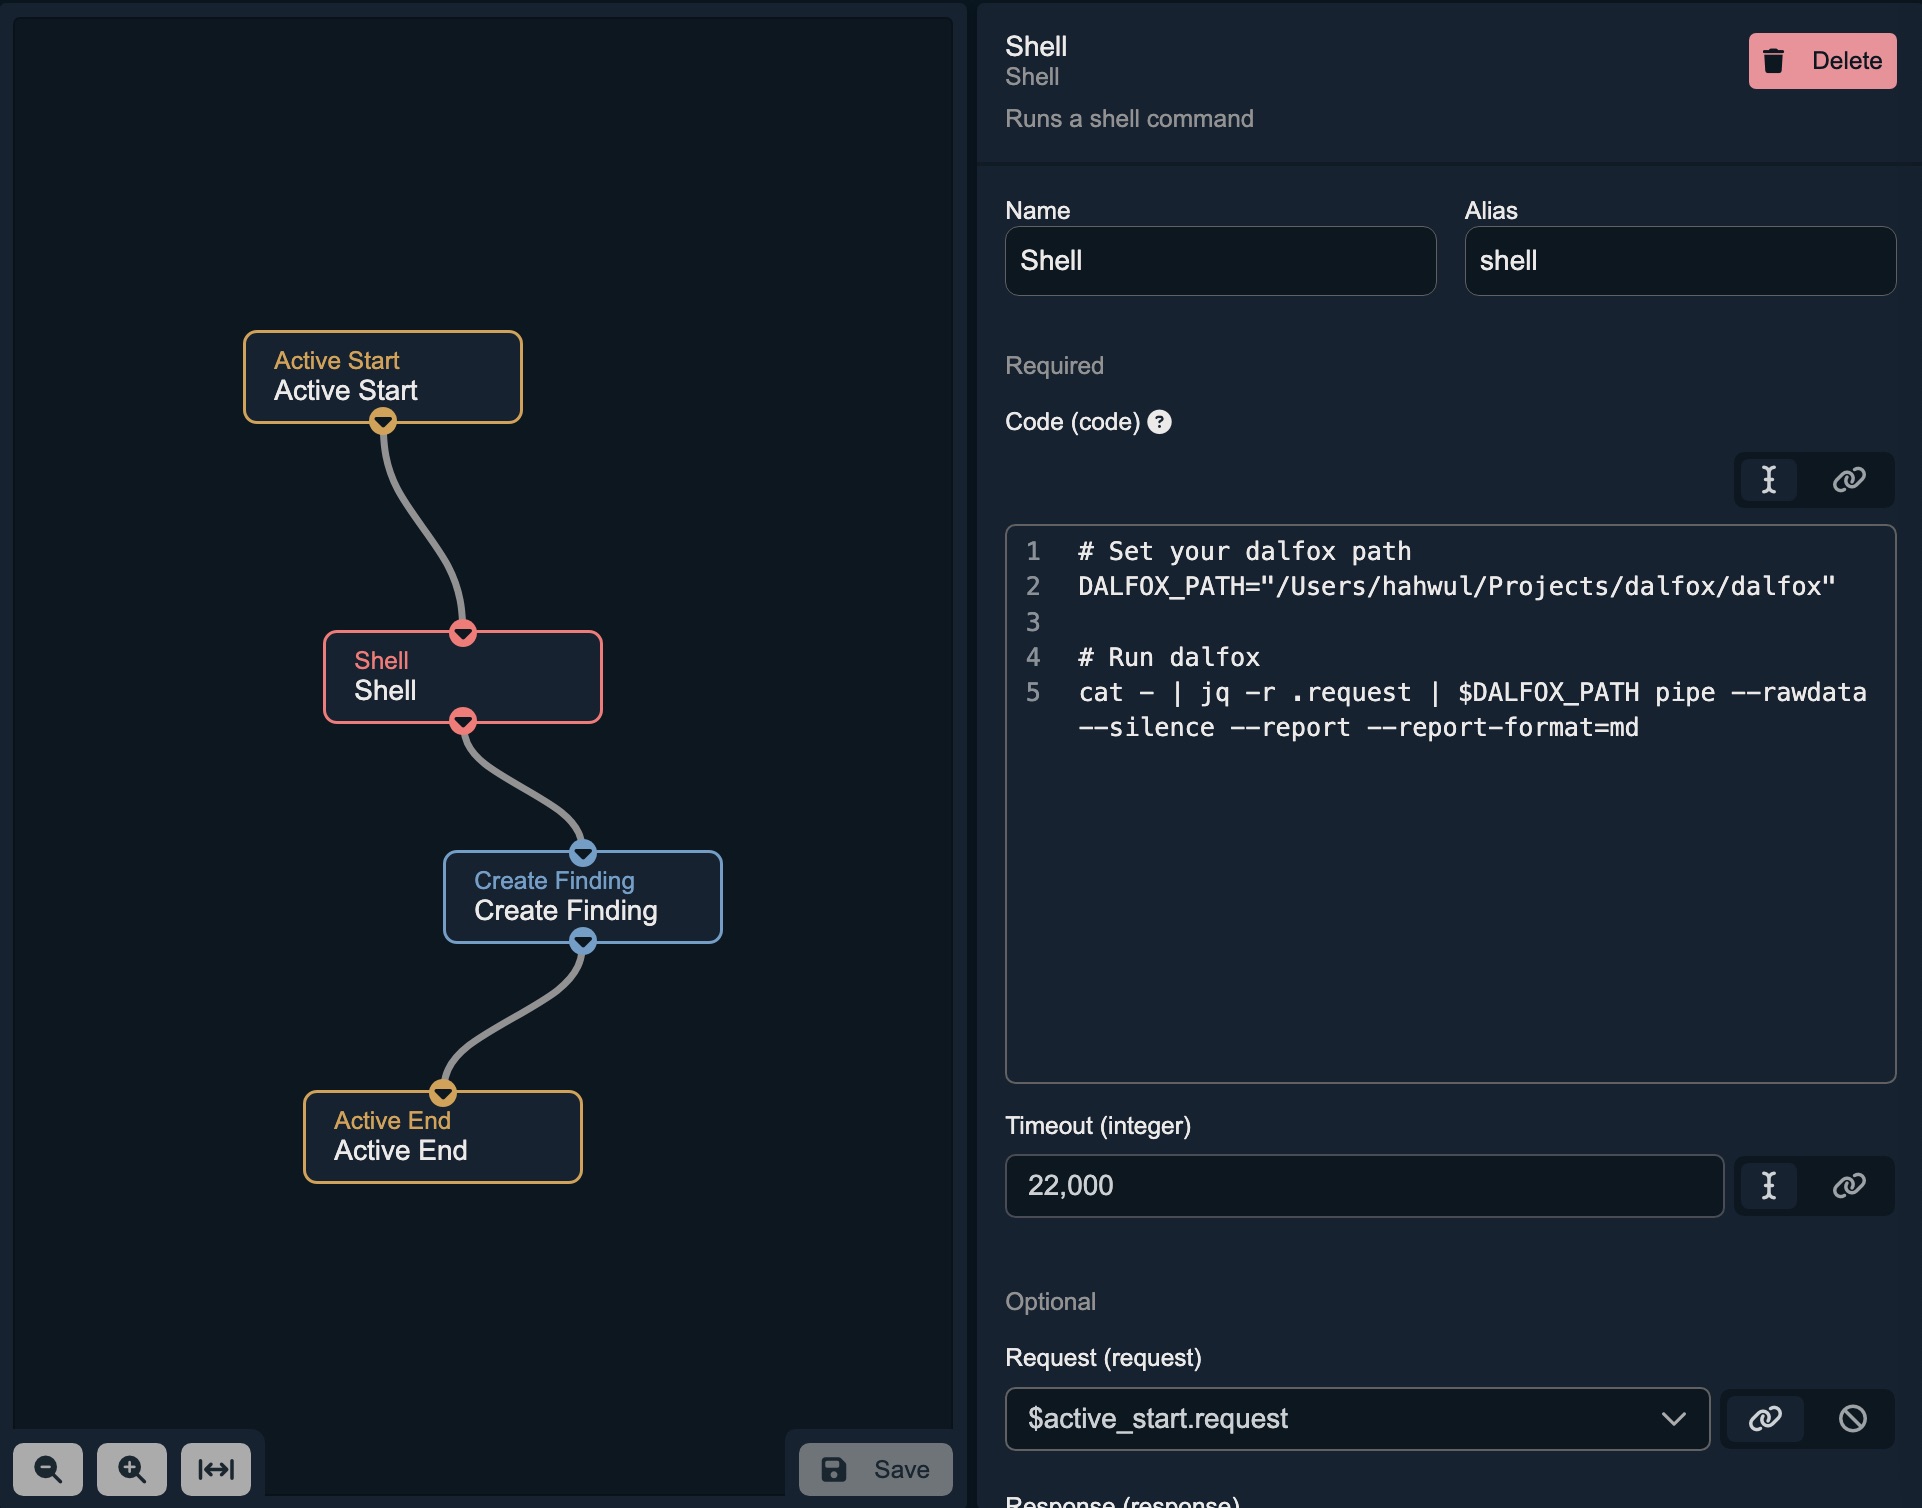 Active Start
Active Start
Shell
Shell
Create Finding
Create Finding
Active End
Active End
Save
Shell
Shell
Runs a shell command
Delete
Name
Alias
Shell
shell
Required
Code (code) ?
1 # Set your dalfox path
2 DALFOX_PATH="/Users/hahwul/Projects/dalfox/dalfox"
3
4 # Run dalfox
5 cat - | jq -r .request | $DALFOX_PATH pipe --rawdata
--silence --report --report-format=md
Timeout (integer)
22,000
Optional
Request (request)
$active_start.request
Response (response)